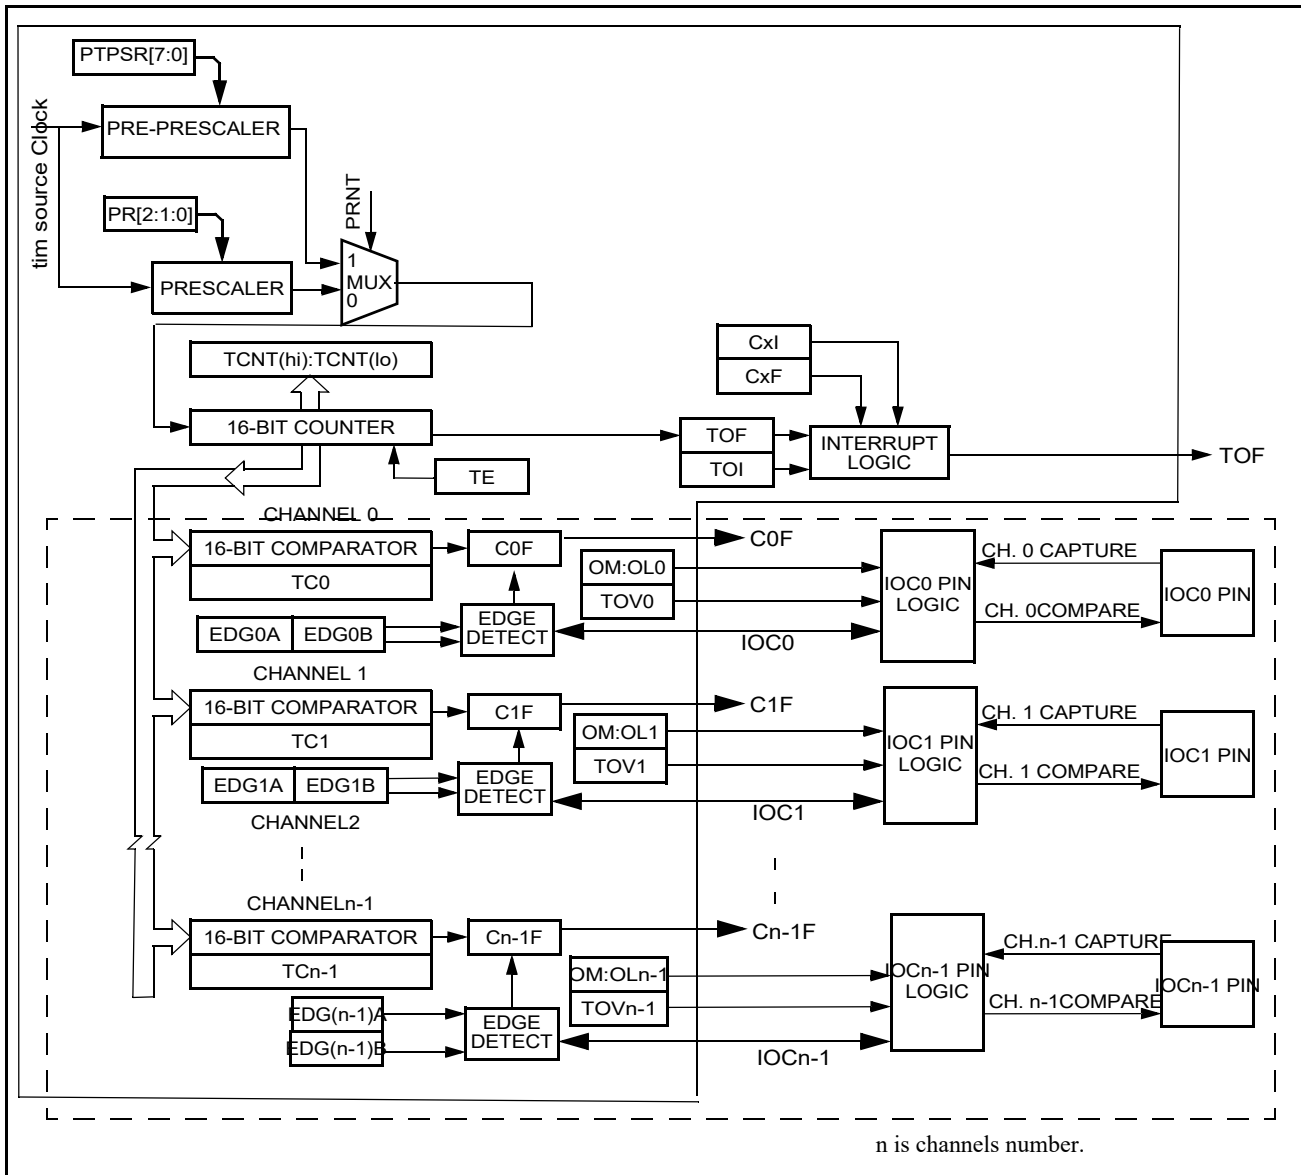 PTPSR[7:0]
tim source Clock
PRE-PRESCALER
PR[2:1:0]
PRNT
PRESCALER
1
MUX
0
TCNT(hi):TCNT(lo)
CxI
CxF
16-BIT COUNTER
TOF
TOI
INTERRUPT
LOGIC
TOF
TE
CHANNEL 0
16-BIT COMPARATOR
TC0
C0F
C0F
OM:OL0
TOV0
EDG0A
EDG0B
EDGE
DETECT
IOC0
IOC0 PIN
LOGIC
CH. 0 CAPTURE
CH. 0COMPARE
IOC0 PIN
CHANNEL 1
16-BIT COMPARATOR
TC1
C1F
C1F
OM:OL1
TOV1
EDG1A
EDG1B
EDGE
DETECT
IOC1
IOC1 PIN
LOGIC
CH. 1 CAPTURE
CH. 1 COMPARE
IOC1 PIN
CHANNEL2
CHANNELn-1
16-BIT COMPARATOR
TCn-1
Cn-1F
Cn-1F
OM:OLn-1
TOVn-1
EDG(n-1)A
EDG(n-1)B
EDGE
DETECT
IOCn-1
IOCn-1 PIN
LOGIC
CH.n-1 CAPTURE
CH. n-1COMPARE
IOCn-1 PIN
n is channels number.